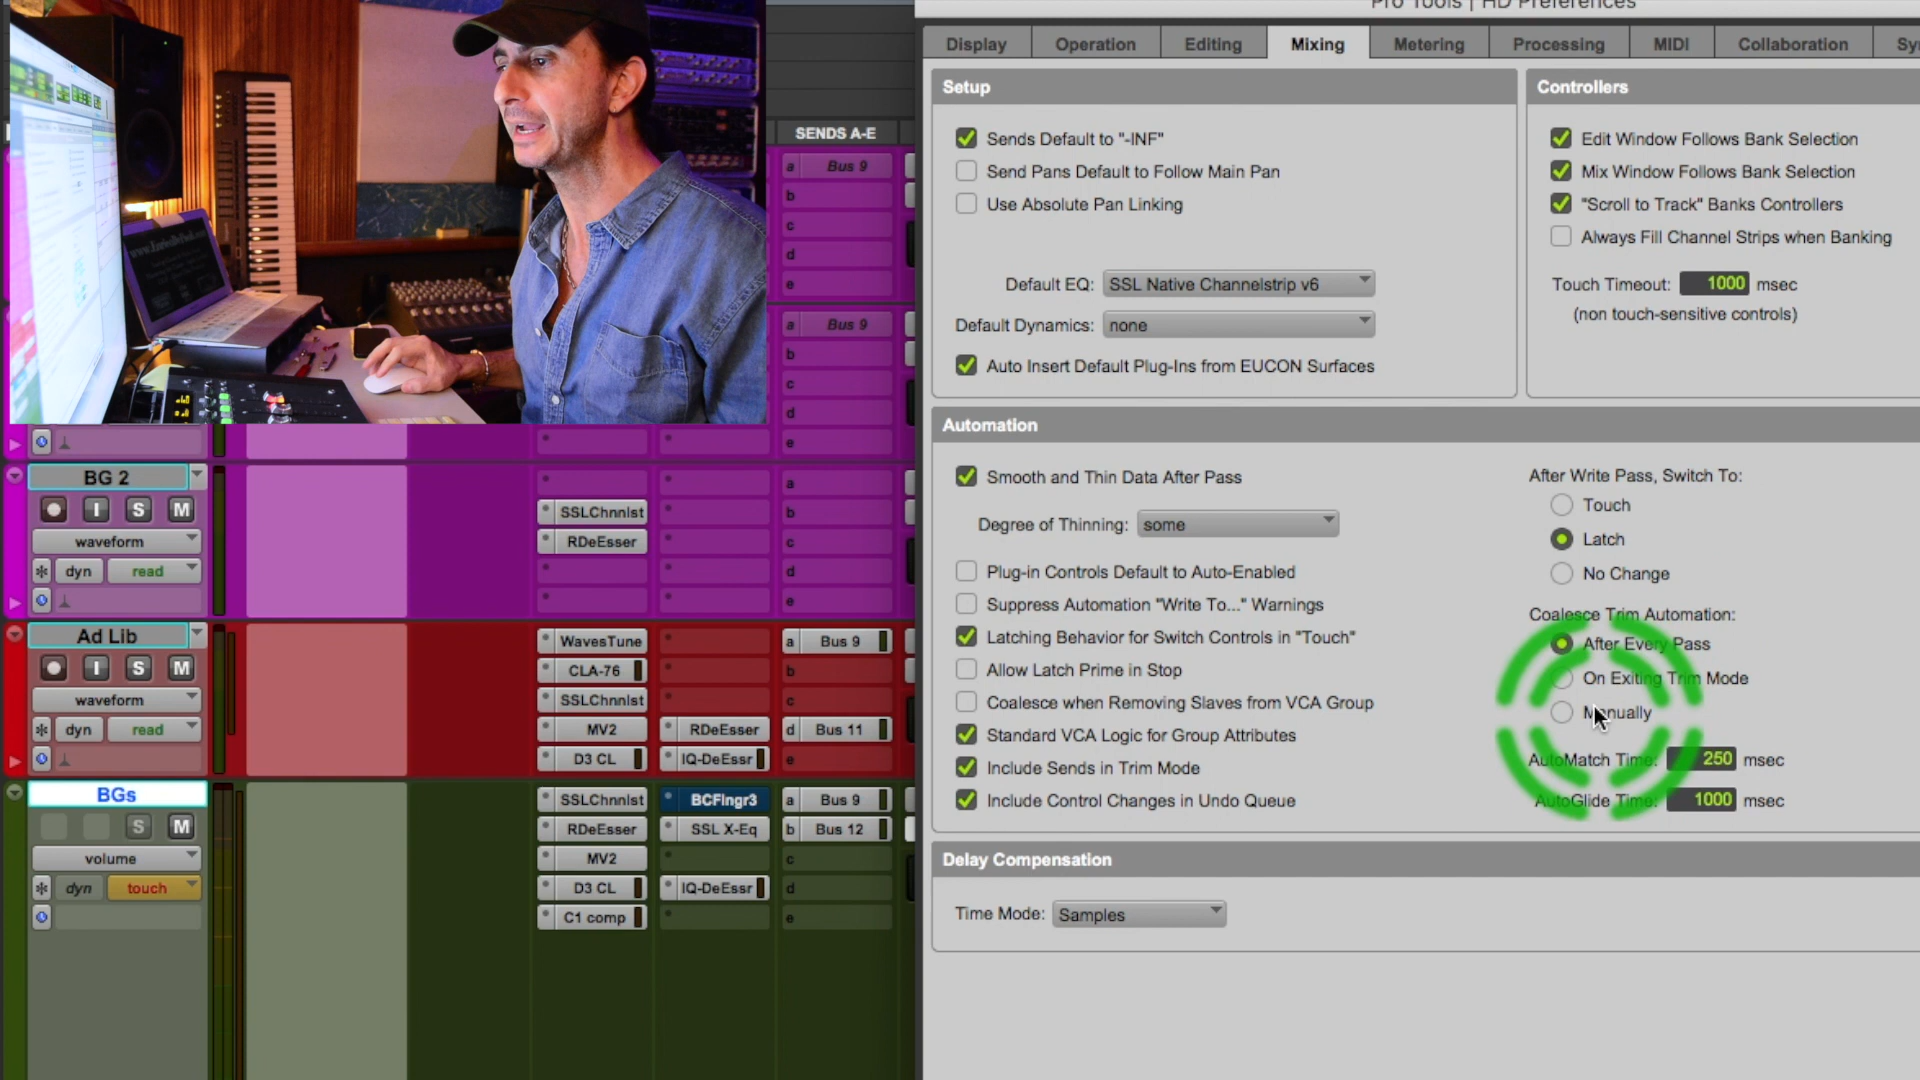 Pro Tools | HD Preferences
Display
Operation
Editing
Mixing
Metering
Processing
MIDI
Collaboration
Setup
Sends Default to "-INF"
Send Pans Default to Follow Main Pan
Use Absolute Pan Linking
Default EQ: SSL Native Channelstrip v6
Default Dynamics: none
Auto Insert Default Plug-Ins from EUCON Surfaces
Controllers
Edit Window Follows Bank Selection
Mix Window Follows Bank Selection
"Scroll to Track" Banks Controllers
Always Fill Channel Strips when Banking
Touch Timeout: 1000 msec
(non touch-sensitive controls)
Automation
Smooth and Thin Data After Pass
Degree of Thinning: some
Plug-in Controls Default to Auto-Enabled
Suppress Automation "Write To..." Warnings
Latching Behavior for Switch Controls in "Touch"
Allow Latch Prime in Stop
Coalesce when Removing Slaves from VCA Group
Standard VCA Logic for Group Attributes
Include Sends in Trim Mode
Include Control Changes in Undo Queue
After Write Pass, Switch To:
Touch
Latch
No Change
Coalesce Trim Automation:
After Every Pass
On Exiting Trim Mode
Manually
AutoMatch Time: 250 msec
AutoGlide Time: 1000 msec
Delay Compensation
Time Mode: Samples
SENDS A-E
a Bus 9
b
c
d
e
a Bus 9
b
c
d
e
BG 2
I S M
waveform
dyn read
SSLChnnlst
RDeEsser
a
b
c
d
e
Ad Lib
I S M
waveform
dyn read
WavesTune
CLA-76
SSLChnnlst
MV2
D3 CL
RDeEsser
IQ-DeEssr
a Bus 9
b
c
d Bus 11
e
BGs
S M
volume
dyn touch
SSLChnnlst
RDeEsser
MV2
D3 CL
C1 comp
BCFIngr3
SSL X-Eq
IQ-DeEssr
a Bus 9
b Bus 12
c
d
e